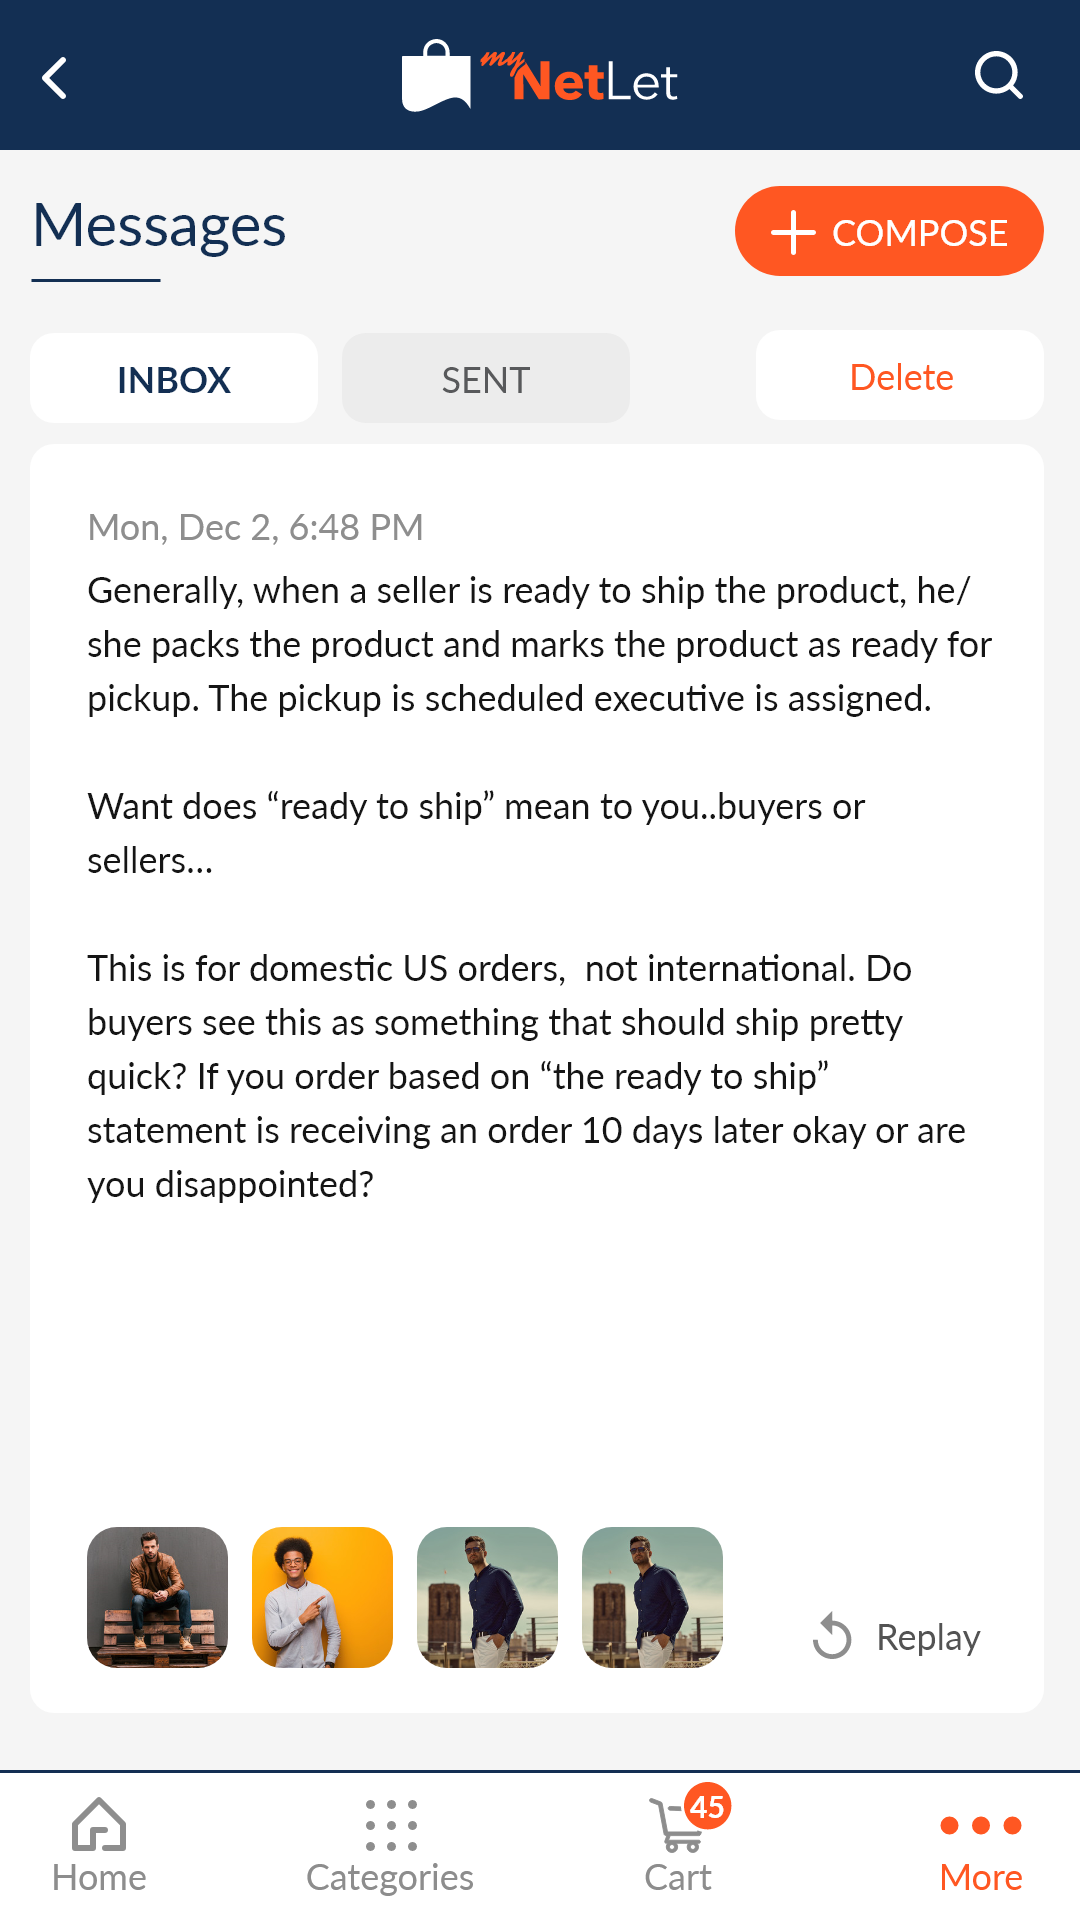 myNetLet
Messages
COMPOSE
INBOX
SENT
Delete
Mon, Dec 2, 6:48 PM
Generally, when a seller is ready to ship the product, he/
she packs the product and marks the product as ready for
pickup. The pickup is scheduled executive is assigned.
Want does “ready to ship” mean to you..buyers or
sellers...
This is for domestic US orders,  not international. Do
buyers see this as something that should ship pretty
quick? If you order based on “the ready to ship”
statement is receiving an order 10 days later okay or are
you disappointed?
Replay
45
Home
Categories
Cart
More